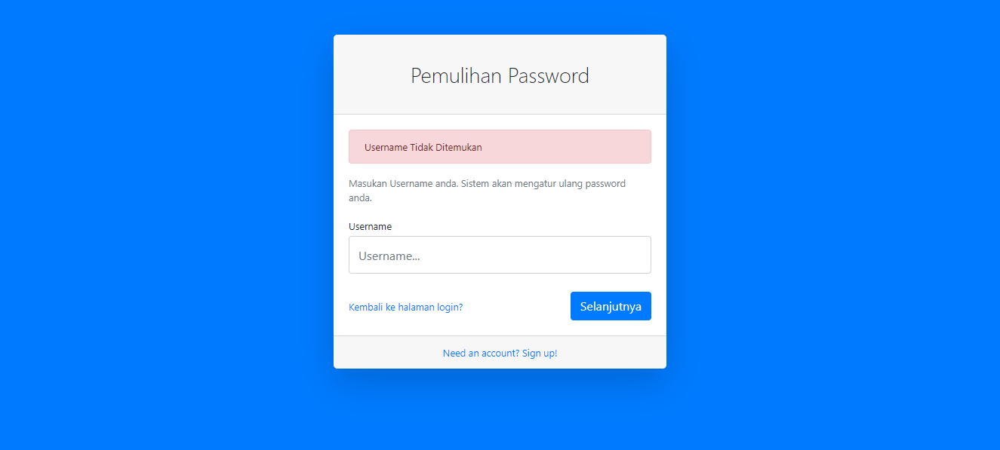 Pemulihan Password
Username Tidak Ditemukan
Masukan Username anda. Sistem akan mengatur ulang password
anda.
Username
Username...
Kembali ke halaman login?
Selanjutnya
Need an account? Sign up!